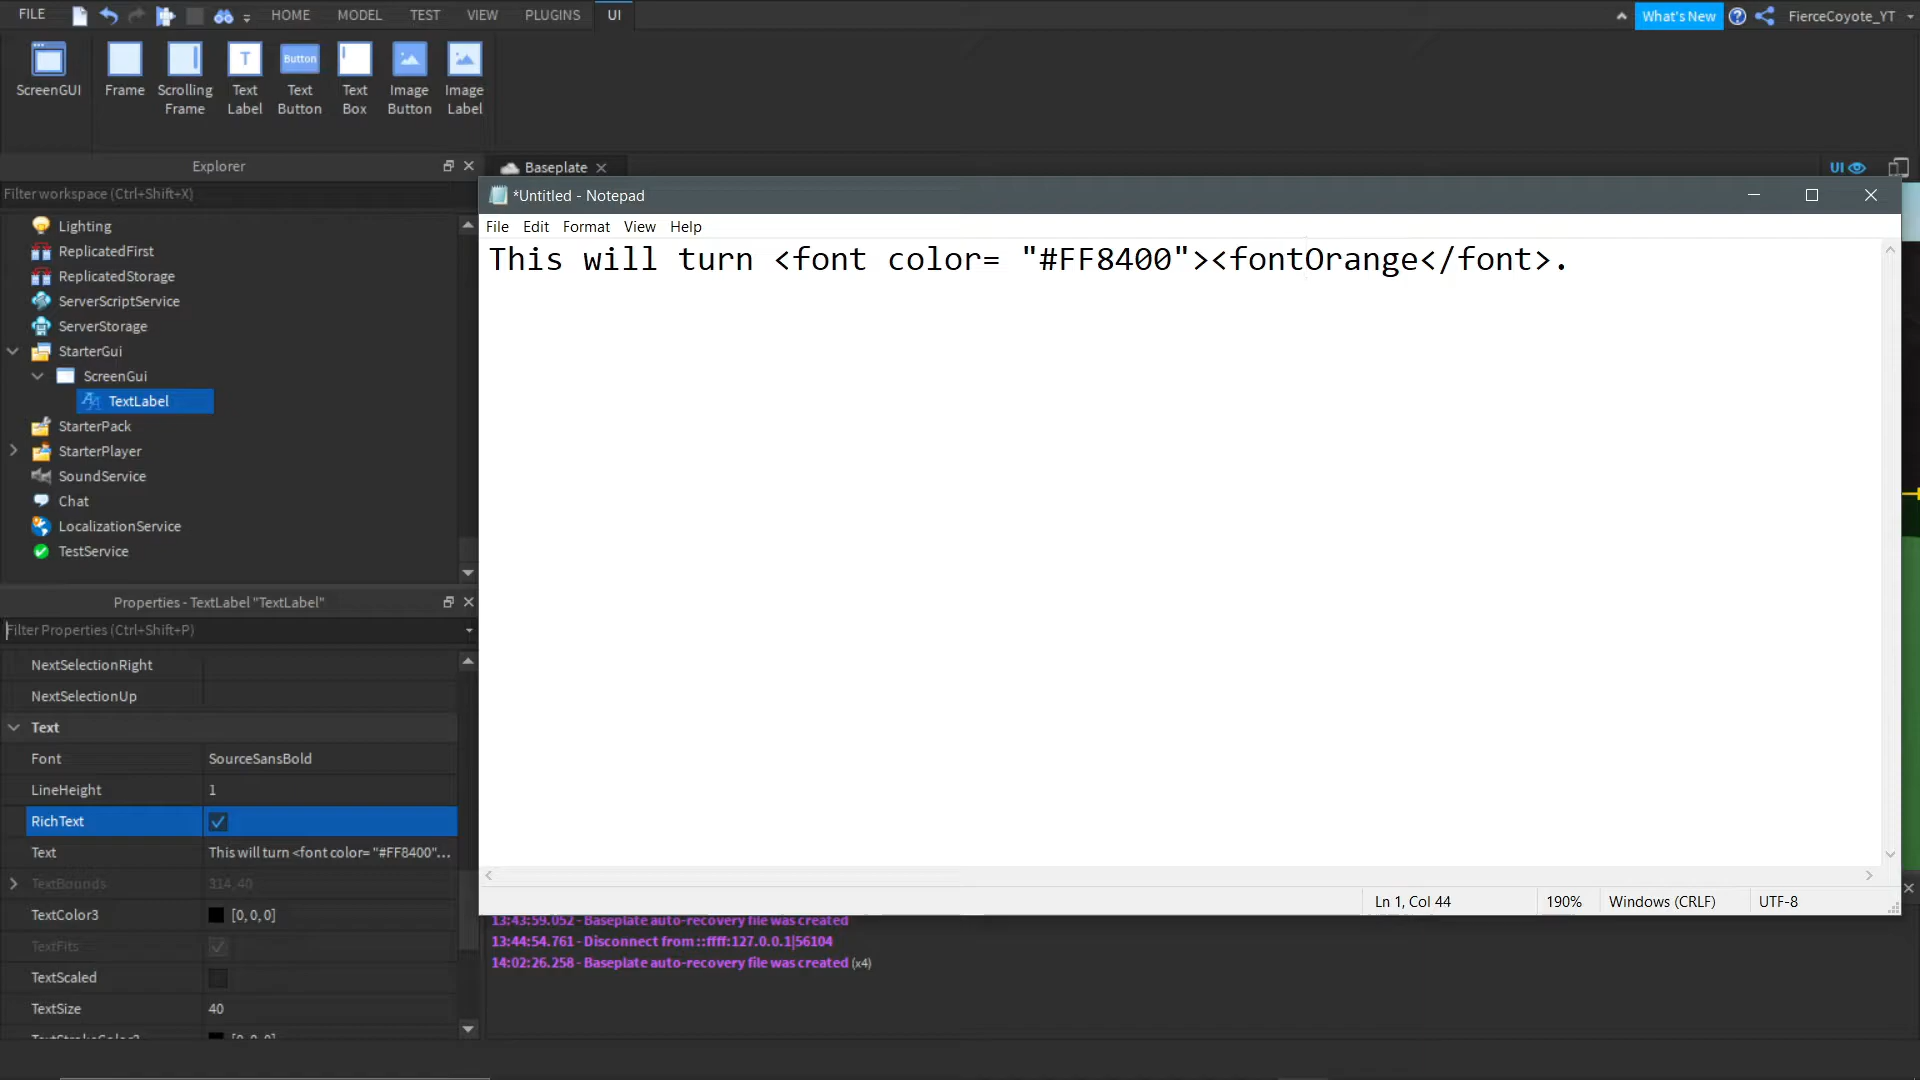 FILE HOME MODEL TEST VIEW PLUGINS UI What's New FierceCoyote_YT
ScreenGUI Frame Scrolling Frame Text Label Button Text Button Text Box Image Button Image Label
Explorer
Baseplate
UI
Filter workspace (Ctrl+Shift+X)
Lighting
ReplicatedFirst
ReplicatedStorage
ServerScriptService
ServerStorage
StarterGui
ScreenGui
TextLabel
StarterPack
StarterPlayer
SoundService
Chat
LocalizationService
TestService
Properties - TextLabel "TextLabel"
Filter Properties (Ctrl+Shift+P)
NextSelectionRight
NextSelectionUp
Text
Font SourceSansBold
LineHeight 1
RichText
Text This will turn <font color= "#FF8400"...
TextBounds 314, 40
TextColor3 [0, 0, 0]
TextFits
TextScaled
TextSize 40
*Untitled - Notepad
File Edit Format View Help
This will turn <font color= "#FF8400"><fontOrange</font>.
Ln 1, Col 44 190% Windows (CRLF) UTF-8
13:43:59.052 - Baseplate auto-recovery file was created
13:44:54.761 - Disconnect from ::ffff:127.0.0.1|56104
14:02:26.258 - Baseplate auto-recovery file was created (x4)